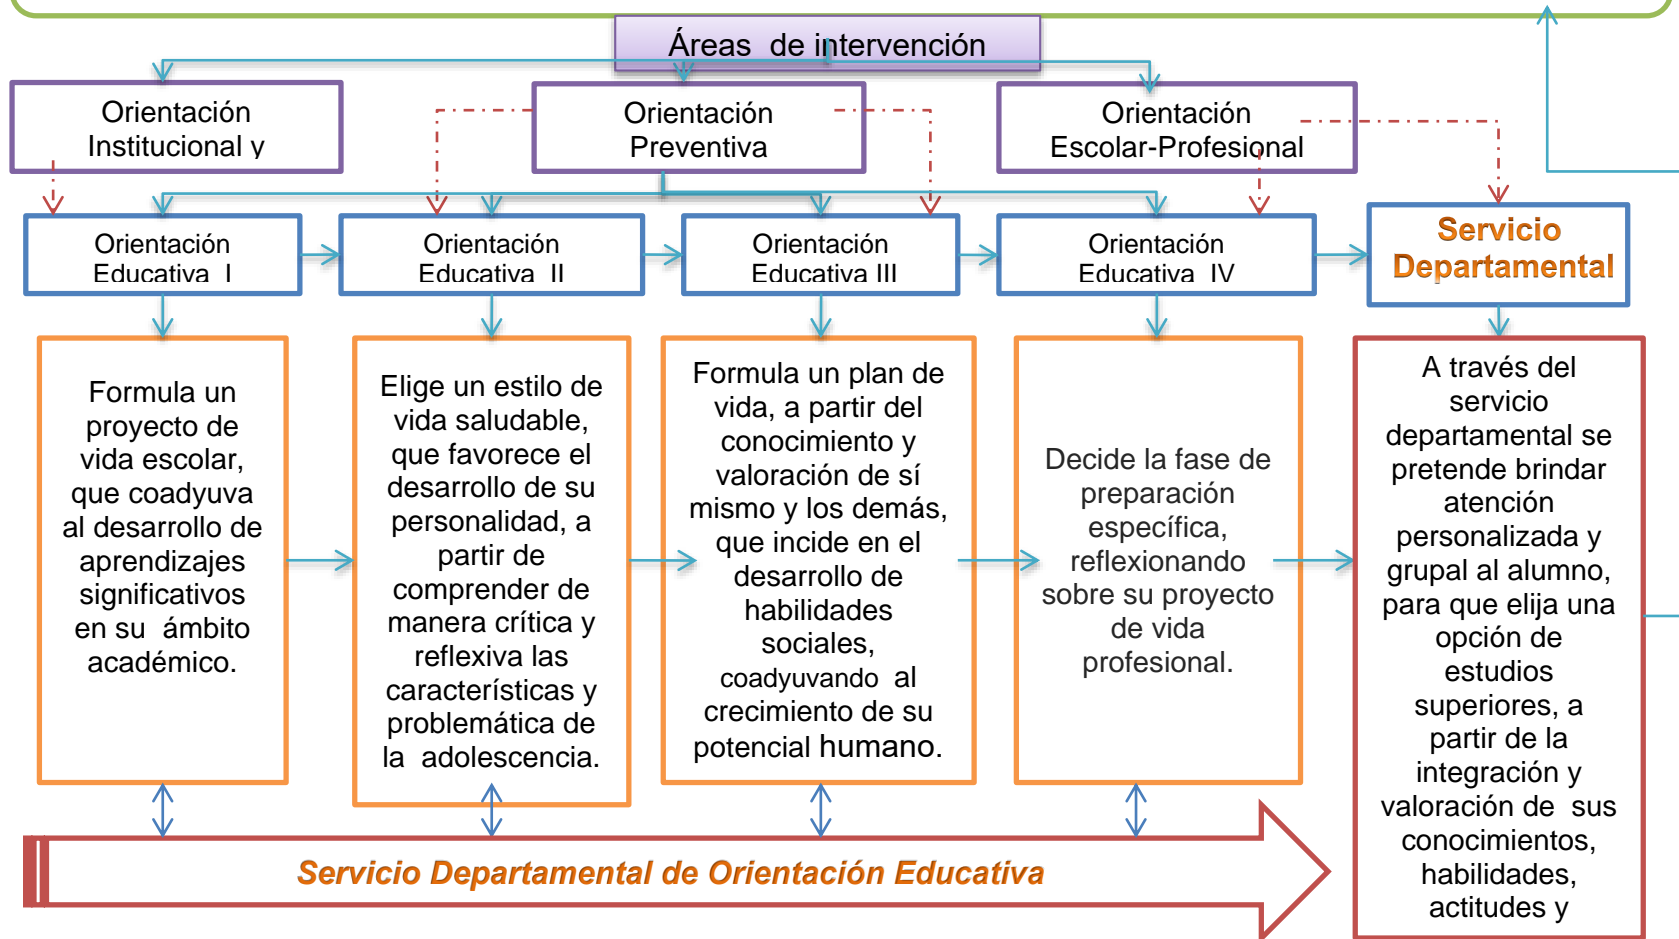 Áreas de intervención
Orientación
Institucional y
Orientación
Preventiva
Orientación
Escolar-Profesional
Orientación
Educativa I
Orientación
Educativa II
Orientación
Educativa III
Orientación
Educativa IV
Servicio
Departamental
Formula un
proyecto de
vida escolar,
que coadyuva
al desarrollo de
aprendizajes
significativos
en su ámbito
académico.
Elige un estilo de
vida saludable,
que favorece el
desarrollo de su
personalidad, a
partir de
comprender de
manera crítica y
reflexiva las
características y
problemática de
la adolescencia.
Formula un plan de
vida, a partir del
conocimiento y
valoración de sí
mismo y los demás,
que incide en el
desarrollo de
habilidades
sociales,
coadyuvando al
crecimiento de su
potencial humano.
Decide la fase de
preparación
específica,
reflexionando
sobre su proyecto
de vida
profesional.
A través del
servicio
departamental se
pretende brindar
atención
personalizada y
grupal al alumno,
para que elija una
opción de
estudios
superiores, a
partir de la
integración y
valoración de sus
conocimientos,
habilidades,
actitudes y
Servicio Departamental de Orientación Educativa